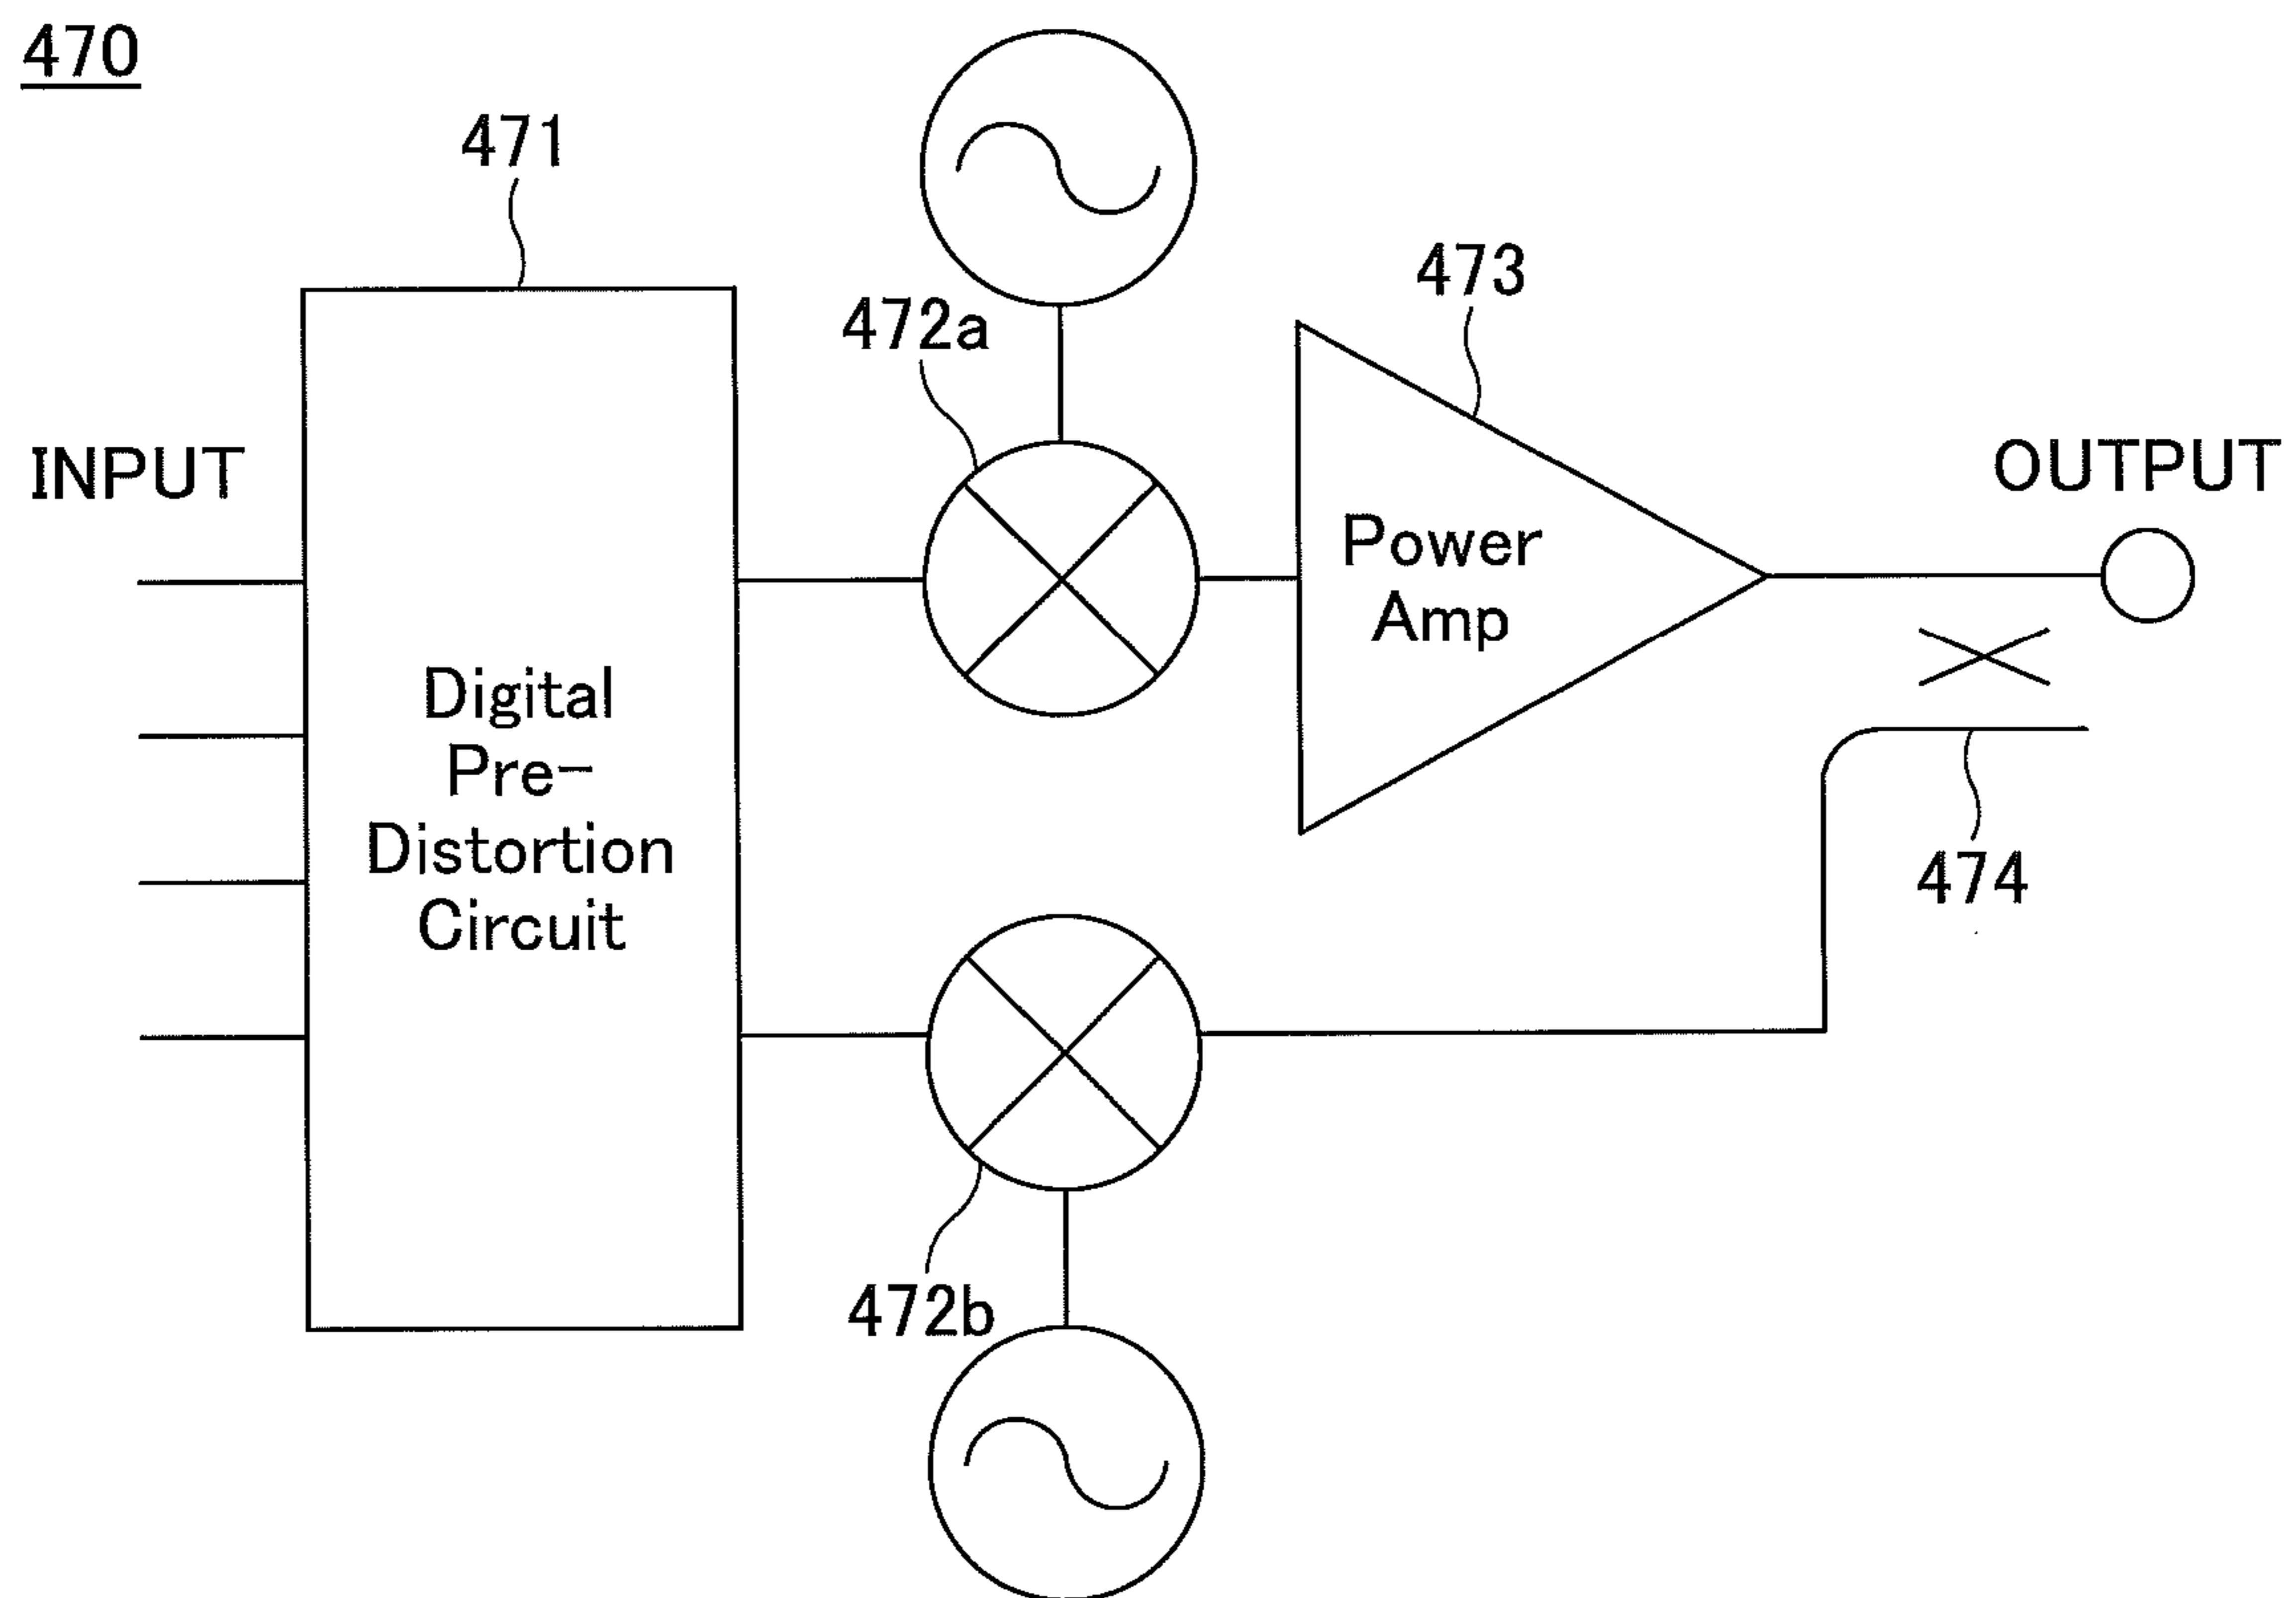 470
471
472a
473
INPUT
OUTPUT
Power
Amp
Digital
Pre-
Distortion
Circuit
474
472b